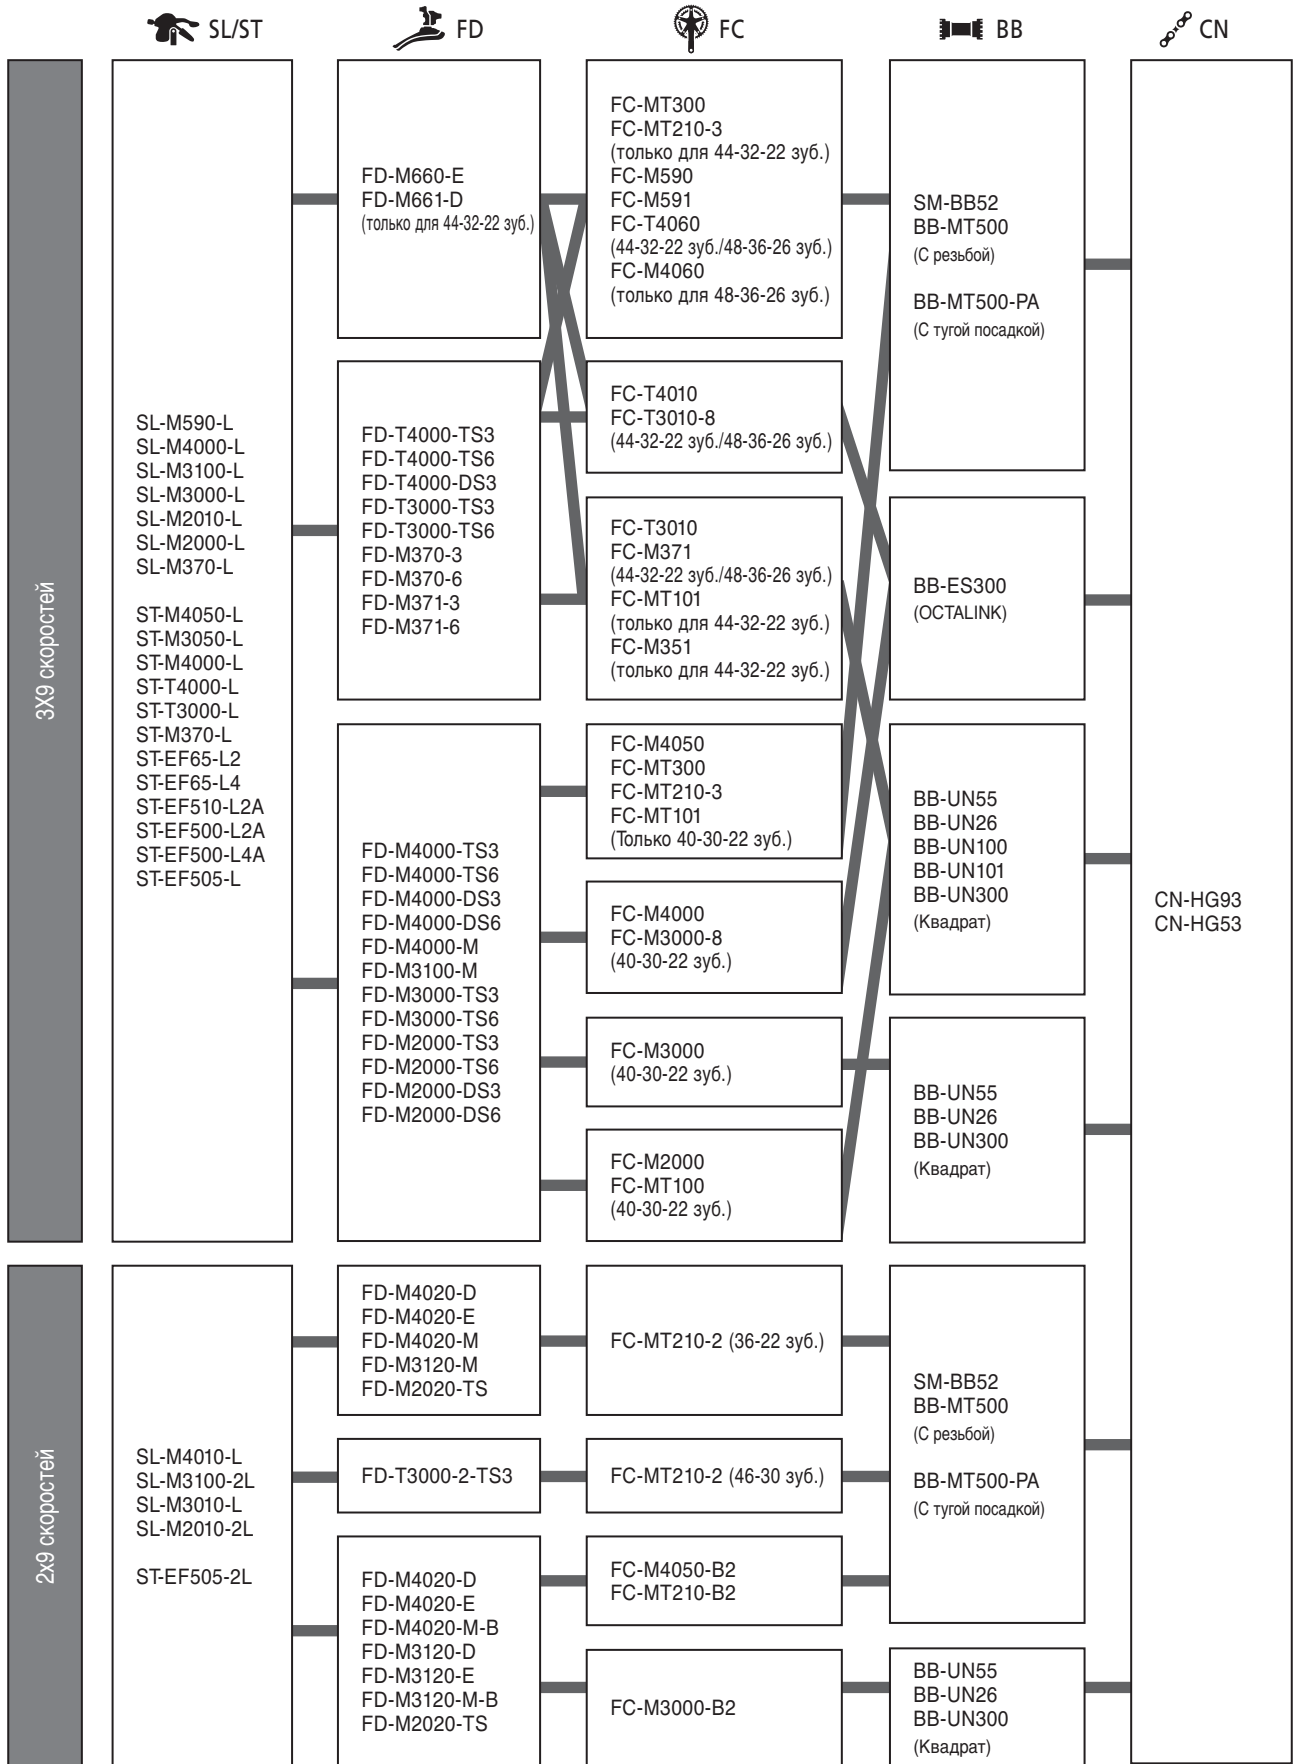 SL/ST
FD
FC
BB
CN
3X9 скоростей
SL-M590-L
SL-M4000-L
SL-M3100-L
SL-M3000-L
SL-M2010-L
SL-M2000-L
SL-M370-L
ST-M4050-L
ST-M3050-L
ST-M4000-L
ST-T4000-L
ST-T3000-L
ST-M370-L
ST-EF65-L2
ST-EF65-L4
ST-EF510-L2A
ST-EF500-L2A
ST-EF500-L4A
ST-EF505-L
FD-M660-E
FD-M661-D
(только для 44-32-22 зуб.)
FD-T4000-TS3
FD-T4000-TS6
FD-T4000-DS3
FD-T3000-TS3
FD-T3000-TS6
FD-M370-3
FD-M370-6
FD-M371-3
FD-M371-6
FD-M4000-TS3
FD-M4000-TS6
FD-M4000-DS3
FD-M4000-DS6
FD-M4000-M
FD-M3100-M
FD-M3000-TS3
FD-M3000-TS6
FD-M2000-TS3
FD-M2000-TS6
FD-M2000-DS3
FD-M2000-DS6
FC-MT300
FC-MT210-3
(только для 44-32-22 зуб.)
FC-M590
FC-M591
FC-T4060
(44-32-22 зуб./48-36-26 зуб.)
FC-M4060
(только для 48-36-26 зуб.)
FC-T4010
FC-T3010-8
(44-32-22 зуб./48-36-26 зуб.)
FC-T3010
FC-M371
(44-32-22 зуб./48-36-26 зуб.)
FC-MT101
(только для 44-32-22 зуб.)
FC-M351
(только для 44-32-22 зуб.)
FC-M4050
FC-MT300
FC-MT210-3
FC-MT101
(Только 40-30-22 зуб.)
FC-M4000
FC-M3000-8
(40-30-22 зуб.)
FC-M3000
(40-30-22 зуб.)
FC-M2000
FC-MT100
(40-30-22 зуб.)
SM-BB52
BB-MT500
(С резьбой)
BB-MT500-PA
(С тугой посадкой)
BB-ES300
(OCTALINK)
BB-UN55
BB-UN26
BB-UN100
BB-UN101
BB-UN300
(Квадрат)
BB-UN55
BB-UN26
BB-UN300
(Квадрат)
CN-HG93
CN-HG53
2x9 скоростей
SL-M4010-L
SL-M3100-2L
SL-M3010-L
SL-M2010-2L
ST-EF505-2L
FD-M4020-D
FD-M4020-E
FD-M4020-M
FD-M3120-M
FD-M2020-TS
FD-T3000-2-TS3
FD-M4020-D
FD-M4020-E
FD-M4020-M-B
FD-M3120-D
FD-M3120-E
FD-M3120-M-B
FD-M2020-TS
FC-MT210-2 (36-22 зуб.)
FC-MT210-2 (46-30 зуб.)
FC-M4050-B2
FC-MT210-B2
FC-M3000-B2
SM-BB52
BB-MT500
(С резьбой)
BB-MT500-PA
(С тугой посадкой)
BB-UN55
BB-UN26
BB-UN300
(Квадрат)